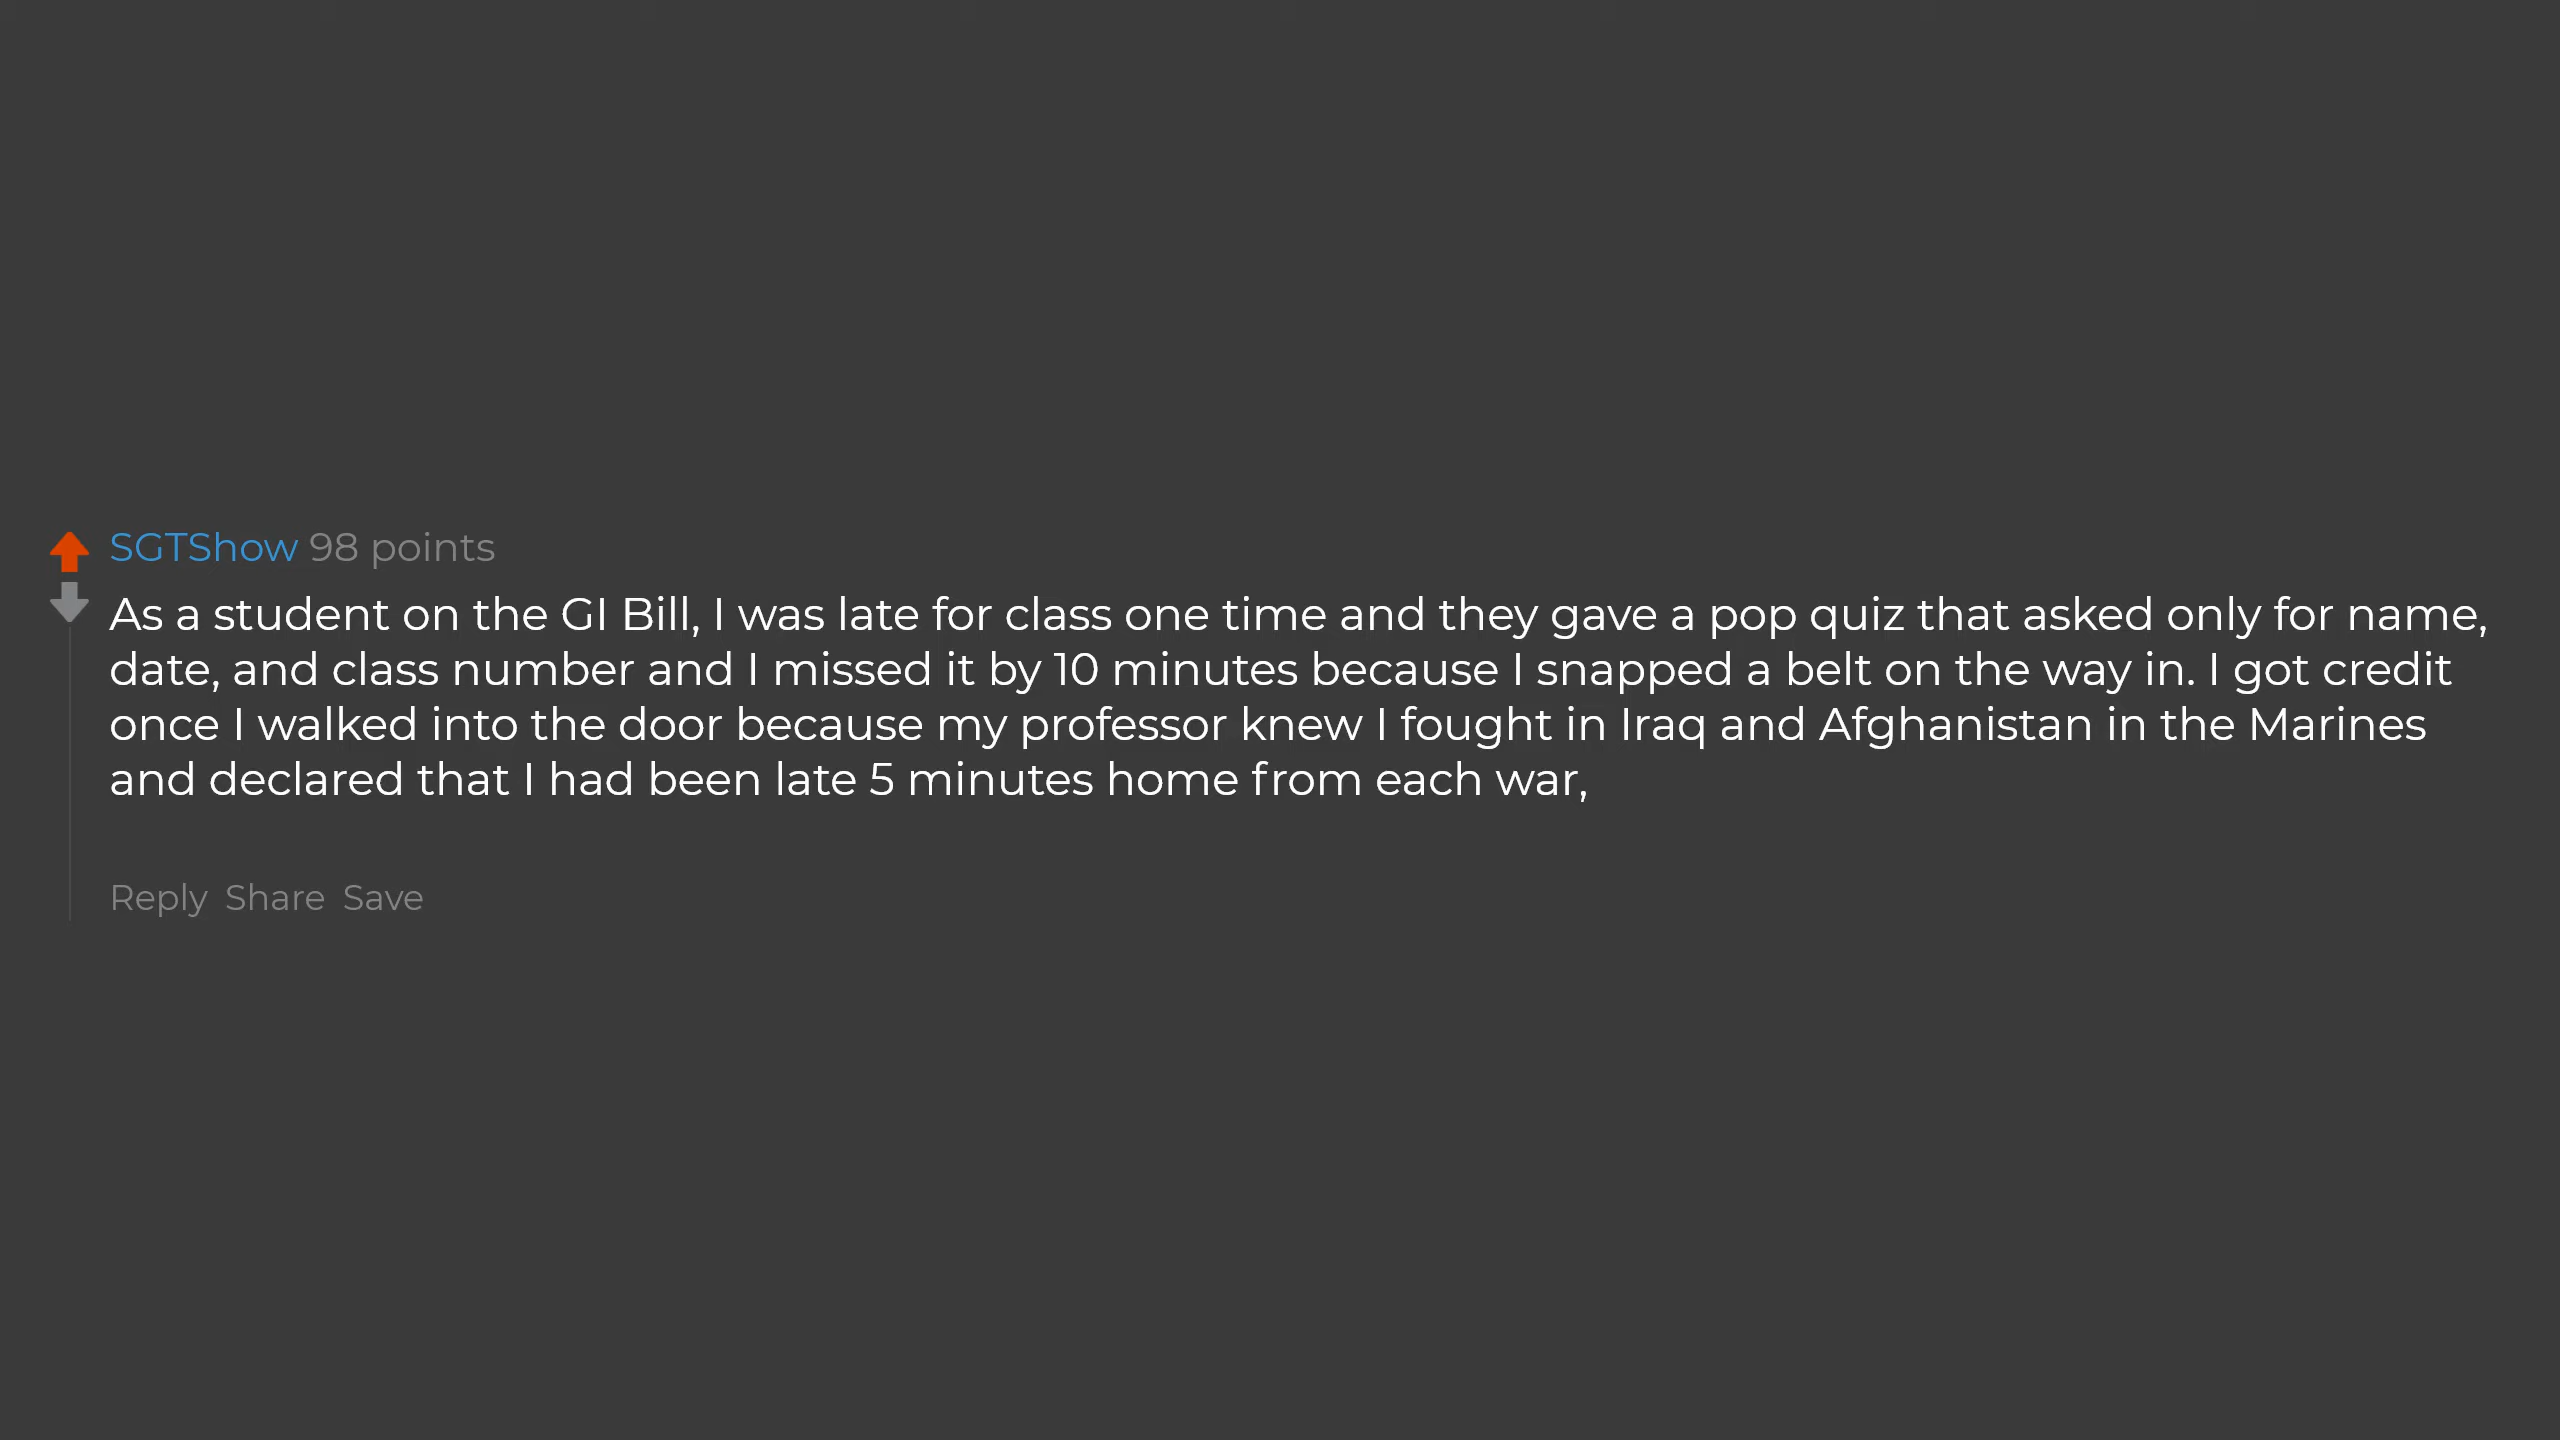 SGTShow 98 points
As a student on the GI Bill, I was late for class one time and they gave a pop quiz that asked only for name,
date, and class number and I missed it by 10 minutes because I snapped a belt on the way in. I got credit
once I walked into the door because my professor knew I fought in Iraq and Afghanistan in the Marines
and declared that I had been late 5 minutes home from each war,
Reply Share Save